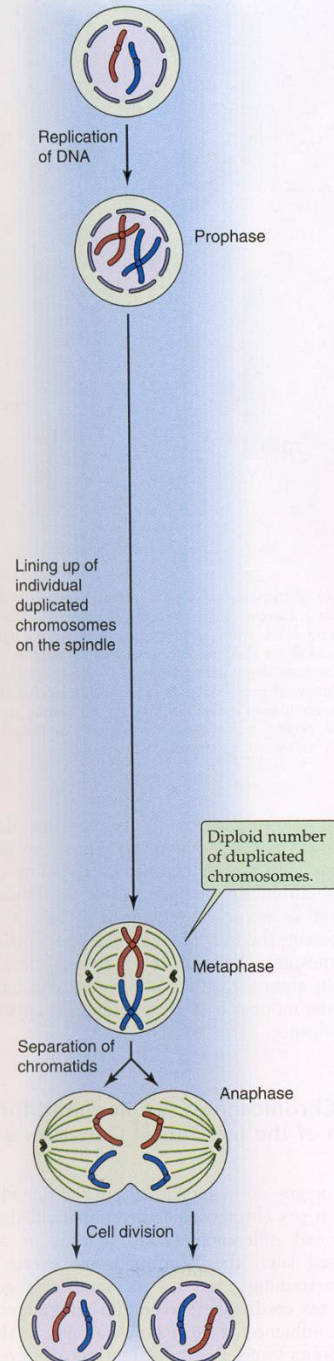 Replication
of DNA
Prophase
Lining up of
individual
duplicated
chromosomes
on the spindle
Diploid number
of duplicated
chromosomes.
Metaphase
Separation of
chromatids
Anaphase
Cell division